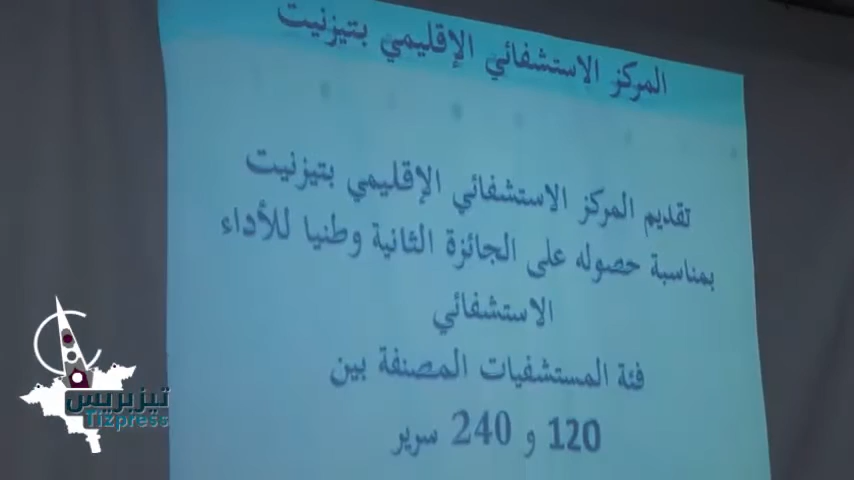 المركز الاستشفائي الإقليمي بتيزنيت
تقديم المركز الاستشفائي الإقليمي بتيزنيت
بمناسبة حصوله على الجائزة الثانية وطنيا للأداء
الاستشفائي
فئة المستشفيات المصنفة بين
120 و 240 سرير
تيزبريس
Tizpress